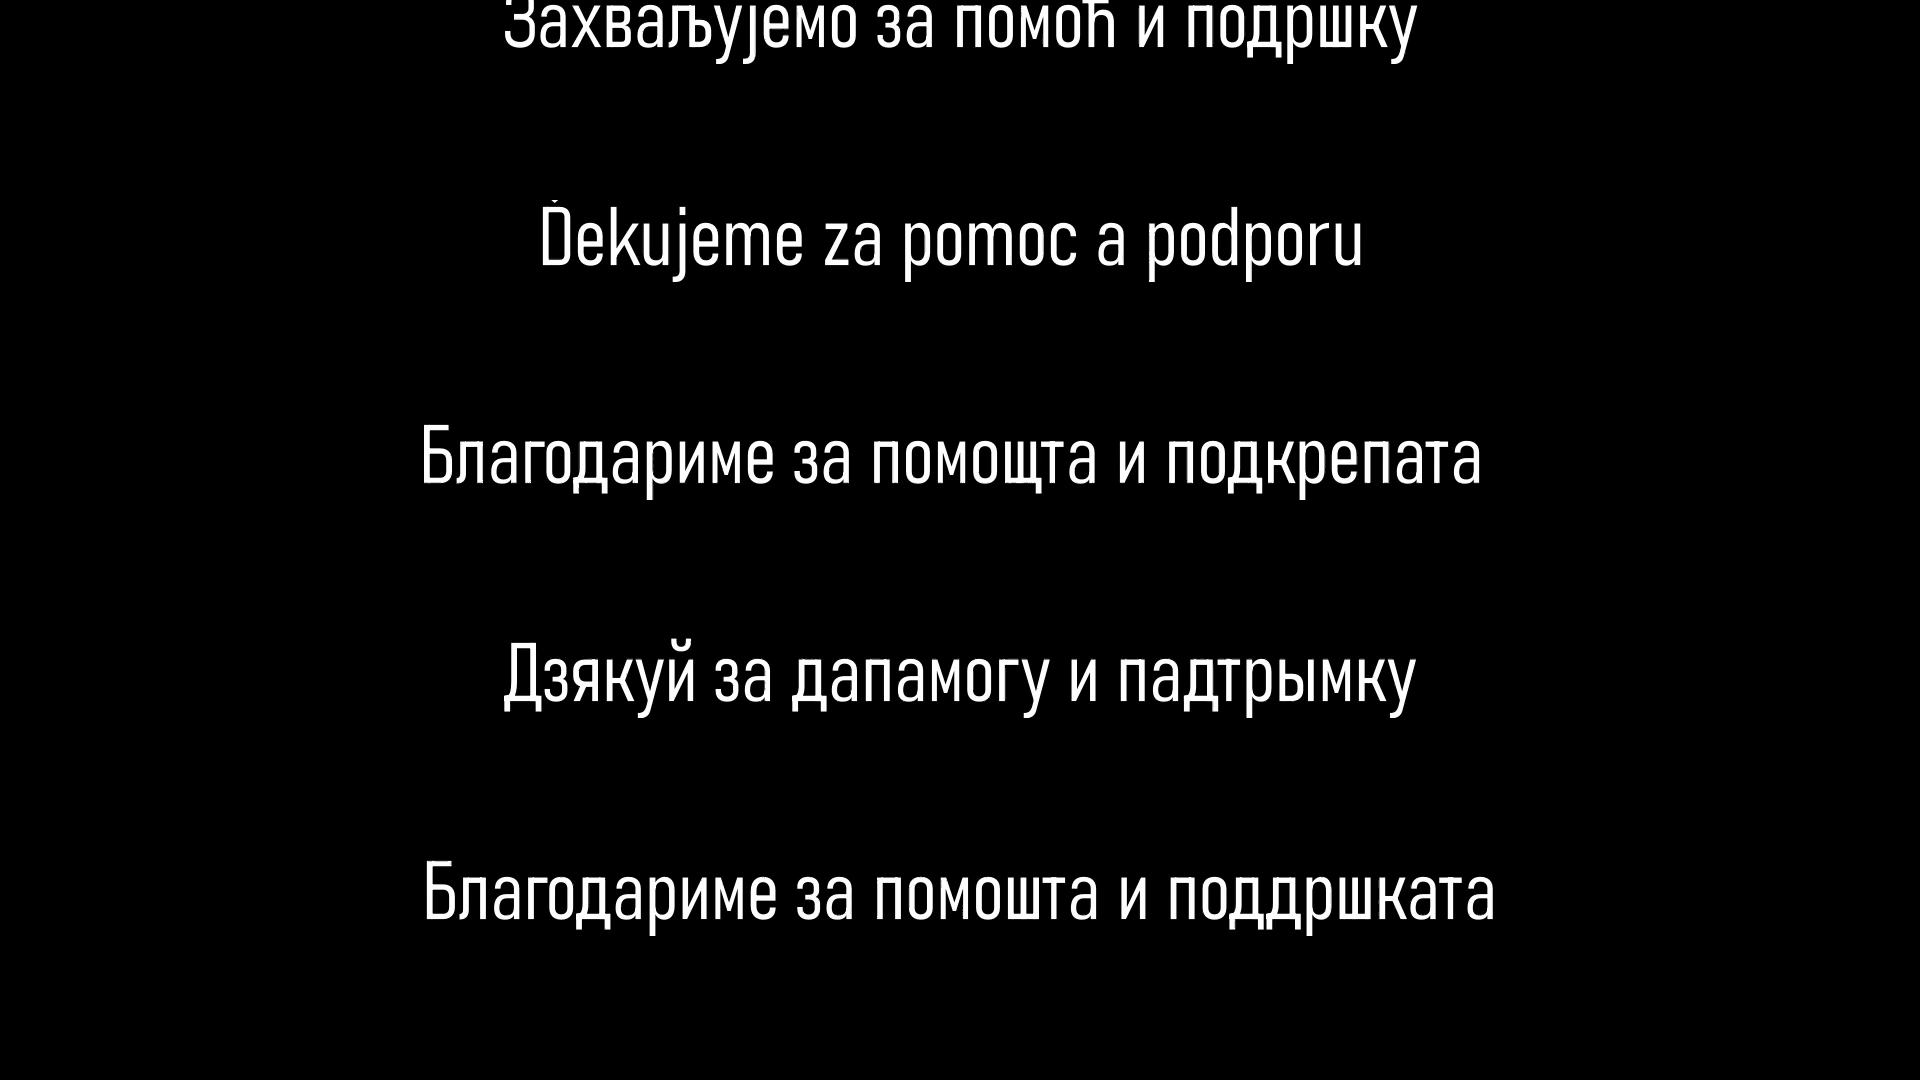 Захваљујемо за помоћ и подршку
Ďekujeme za pomoc a podporu
Благодариме за помощта и подкрепата
Дзякуй за дапамогу и падтрымку
Благодариме за помошта и поддршката